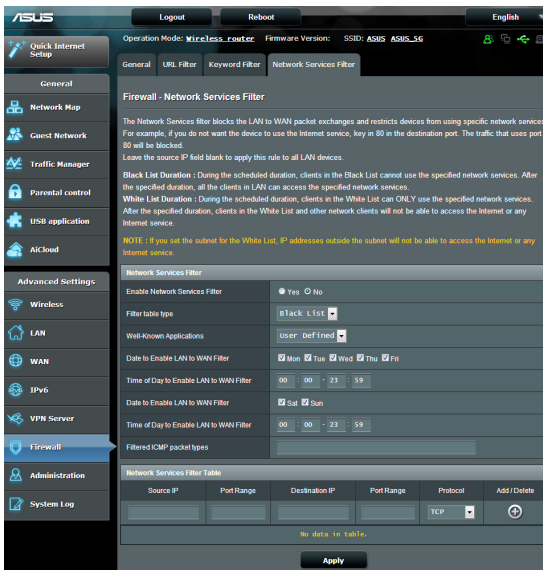 ASUS
Logout
Reboot
English
Quick Internet Setup
Operation Mode: Wireless router Firmware Version: SSID: ASUS ASUS_5G
General
URL Filter
Keyword Filter
Network Services Filter
General
Network Map
Guest Network
Traffic Manager
Parental control
USB application
AiCloud
Advanced Settings
Wireless
LAN
WAN
IPv6
VPN Server
Firewall
Administration
System Log
Firewall - Network Services Filter
The Network Services filter blocks the LAN to WAN packet exchanges and restricts devices from using specific network services.
For example, if you do not want the device to use the Internet service, key in 80 in the destination port. The traffic that uses port
80 will be blocked.
Leave the source IP field blank to apply this rule to all LAN devices.
Black List Duration : During the scheduled duration, clients in the Black List cannot use the specified network services. After
the specified duration, all the clients in LAN can access the specified network services.
White List Duration : During the scheduled duration, clients in the White List can ONLY use the specified network services.
After the specified duration, clients in the White List and other network clients will not be able to access the Internet or any
Internet service.
NOTE : If you set the subnet for the White List, IP addresses outside the subnet will not be able to access the Internet or any
Internet service.
Network Services Filter
Enable Network Services Filter Yes No
Filter table type Black List
Well-Known Applications User Defined
Date to Enable LAN to WAN Filter Mon Tue Wed Thu Fri
Time of Day to Enable LAN to WAN Filter 00 : 00 - 23 : 59
Date to Enable LAN to WAN Filter Sat Sun
Time of Day to Enable LAN to WAN Filter 00 : 00 - 23 : 59
Filtered ICMP packet types
Network Services Filter Table
Source IP Port Range Destination IP Port Range Protocol Add / Delete
TCP
No data in table.
Apply